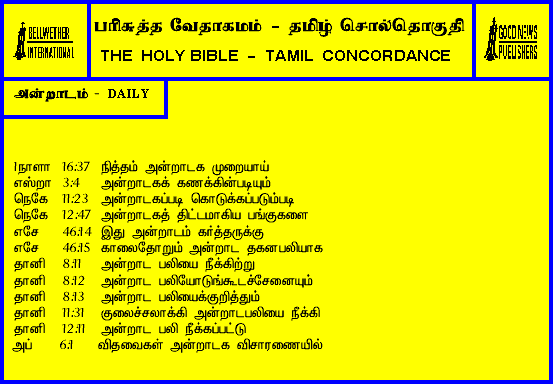 BELLWETHER
INTERNATIONAL
பரிசுத்த வேதாகமம் - தமிழ் சொல்தொகுதி
THE HOLY BIBLE - TAMIL CONCORDANCE
GOOD NEWS
PUBLISHERS
அன்றாடம் - DAILY
1நாளா 16:37 நித்தம் அன்றாடக முறையாய்
எஸ்றா 3:4 அன்றாடகக் கணக்கின்படியும்
நெகே 11:23 அன்றாடகப்படி கொடுக்கப்படும்படி
நெகே 12:47 அன்றாடகத் திட்டமாகிய பங்குகளை
எசே 46:14 இது அன்றாடம் கர்த்தருக்கு
எசே 46:15 காலைதோறும் அன்றாட தகனபலியாக
தானி 8:11 அன்றாட பலியை நீக்கிற்று
தானி 8:12 அன்றாட பலியோடுங்கூடச்சேனையும்
தானி 8:13 அன்றாட பலியைக்குறித்தும்
தானி 11:31 குலைச்சலாக்கி அன்றாடபலியை நீக்கி
தானி 12:11 அன்றாட பலி நீக்கப்பட்டு
அப் 6:1 விதவைகள் அன்றாடக விசாரணையில்